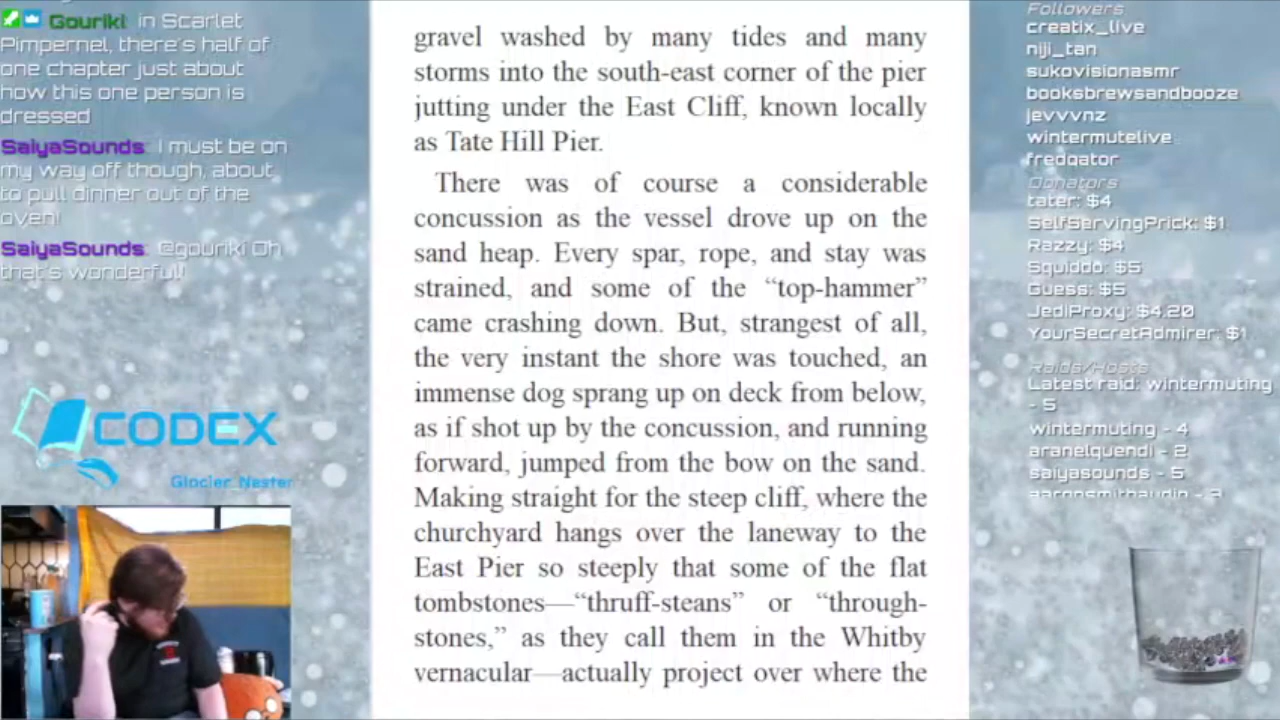 Gouriki: in Scarlet
Pimpernel, there's half of
one chapter just about
how this one person is
dressed
SaiyaSounds: I must be on
my way off though, about
to pull dinner out of the
oven!
SaiyaSounds: @gouriki Oh
that's wonderful!
CODEX
Glacier_Nester
gravel washed by many tides and many
storms into the south-east corner of the pier
jutting under the East Cliff, known locally
as Tate Hill Pier.
There was of course a considerable
concussion as the vessel drove up on the
sand heap. Every spar, rope, and stay was
strained, and some of the “top-hammer”
came crashing down. But, strangest of all,
the very instant the shore was touched, an
immense dog sprang up on deck from below,
as if shot up by the concussion, and running
forward, jumped from the bow on the sand.
Making straight for the steep cliff, where the
churchyard hangs over the laneway to the
East Pier so steeply that some of the flat
tombstones—“thruff-steans” or “through-
stones,” as they call them in the Whitby
vernacular—actually project over where the
Followers
creatix_live
niji_tan
sukovisionasmr
booksbrewsandbooze
jevvvnz
wintermutelive
fredgator
Donators
tater: $4
SelfServingPrick: $1
Razzy: $4
Squiddo: $5
Guess: $5
JediProxy: $4.20
YourSecretAdmirer: $1
Raids/Hosts
Latest raid: wintermuting
- 5
wintermuting - 4
aranelquendi - 2
saiyasounds - 5
aaronsmithaudio - 3